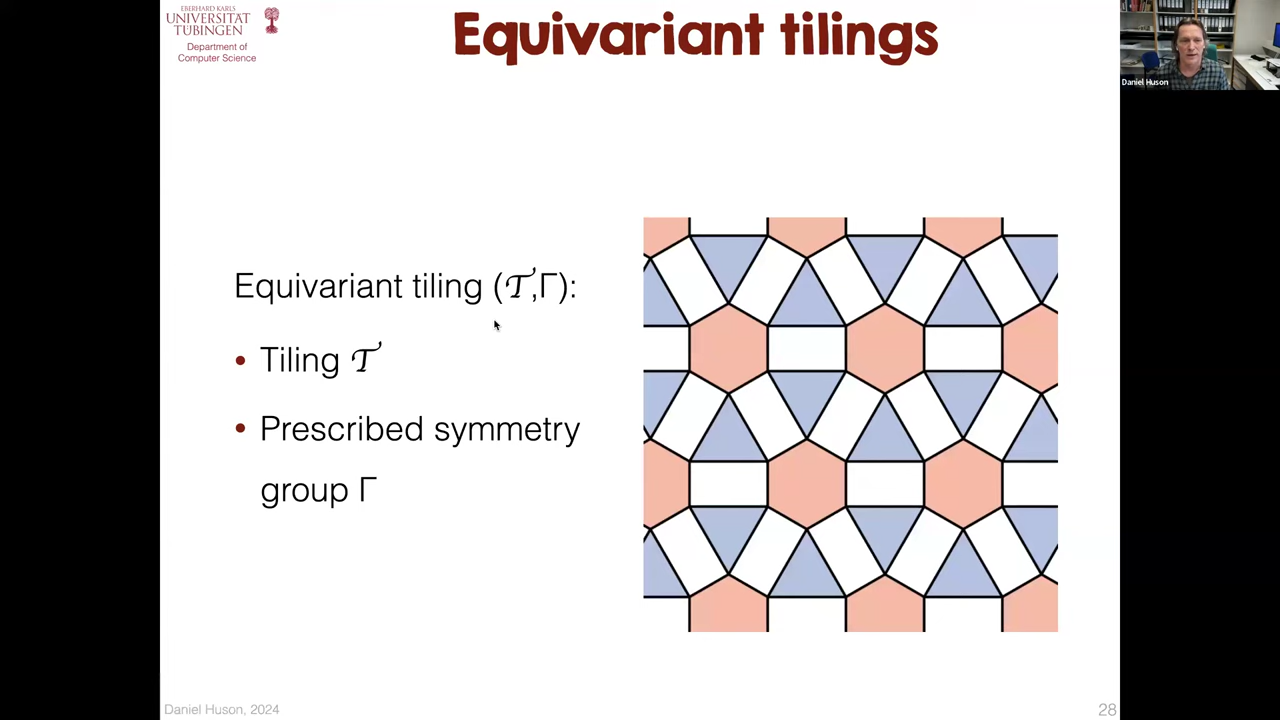 EBERHARD KARLS
UNIVERSITÄT
TÜBINGEN
Department of
Computer Science
Equivariant tilings
Daniel Huson
Equivariant tiling (𝒯,Γ):
• Tiling 𝒯
• Prescribed symmetry
group Γ
Daniel Huson, 2024
28